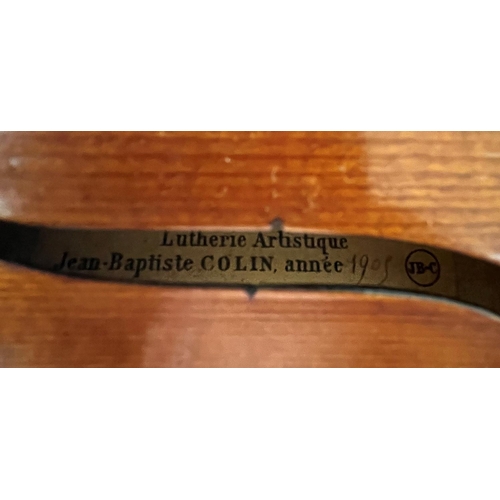 Lutherie Artistique
Jean-Baptiste COLIN, année 1905 JB-C